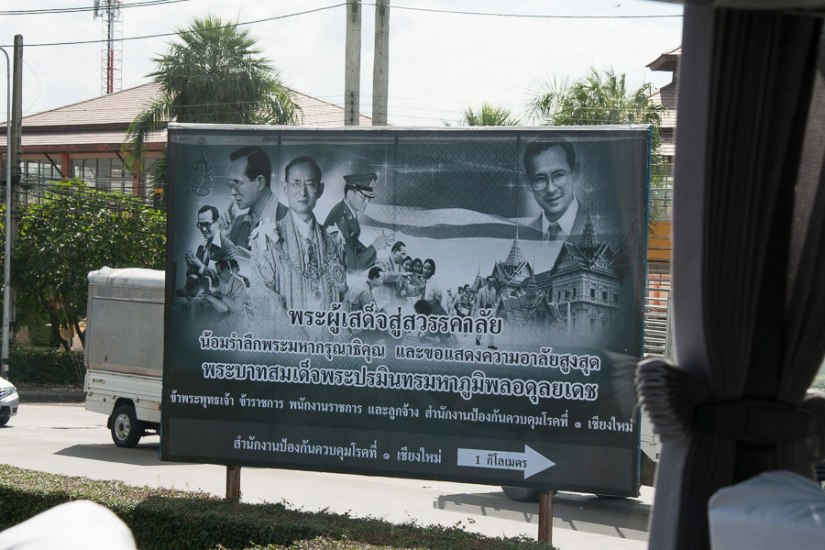 พระผู้เสด็จสู่สวรรคาลัย
น้อมรำลึกพระมหากรุณาธิคุณ และขอแสดงความอาลัยสูงสุด
พระบาทสมเด็จพระปรมินทรมหาภูมิพลอดุลยเดช
ข้าพระพุทธเจ้า ข้าราชการ พนักงานราชการ และลูกจ้าง สำนักงานป้องกันควบคุมโรคที่ ๑ เชียงใหม่
สำนักงานป้องกันควบคุมโรคที่ ๑ เชียงใหม่ 1 กิโลเมตร